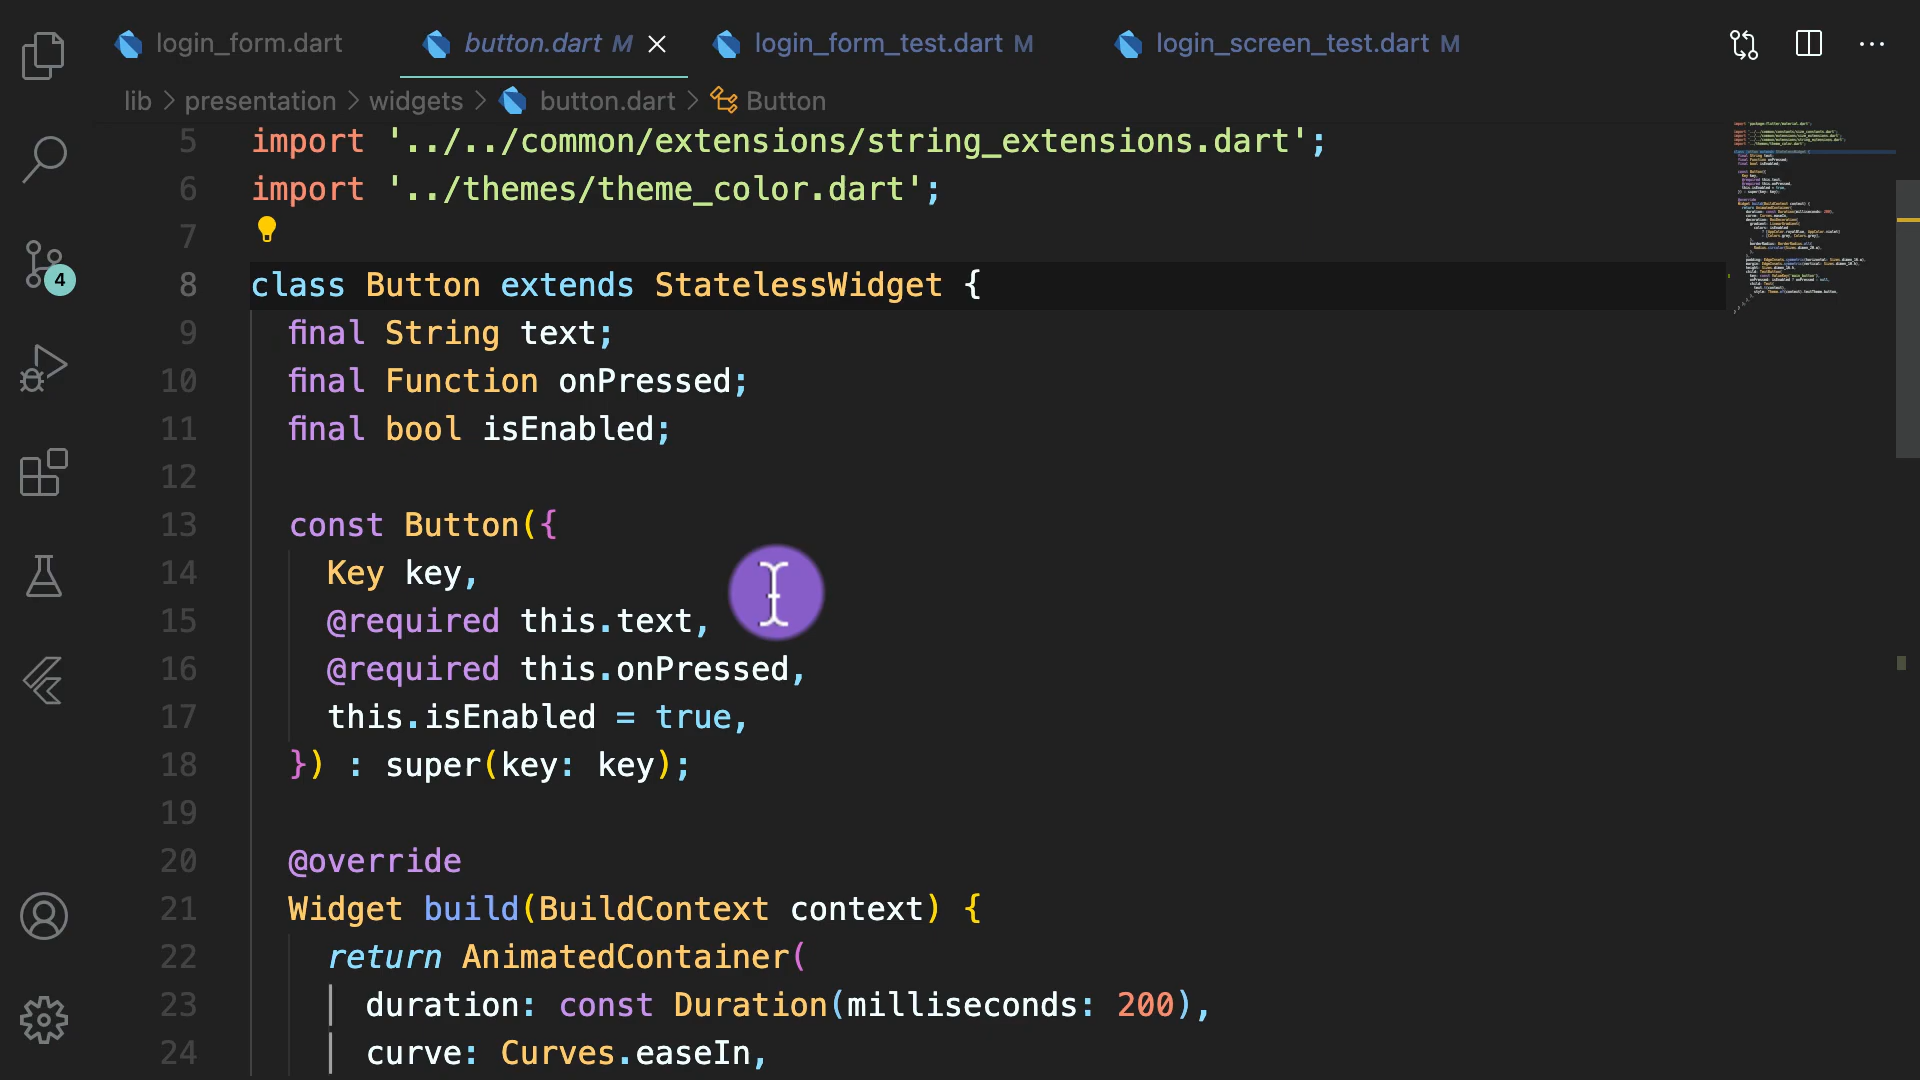 login_form.dart button.dart M login_form_test.dart M login_screen_test.dart M
lib > presentation > widgets > button.dart > Button
5 import '../../common/extensions/string_extensions.dart';
6 import '../themes/theme_color.dart';
7
8 class Button extends StatelessWidget {
9 final String text;
10 final Function onPressed;
11 final bool isEnabled;
12
13 const Button({
14 Key key,
15 @required this.text,
16 @required this.onPressed,
17 this.isEnabled = true,
18 }) : super(key: key);
19
20 @override
21 Widget build(BuildContext context) {
22 return AnimatedContainer(
23 duration: const Duration(milliseconds: 200),
24 curve: Curves.easeIn,
4